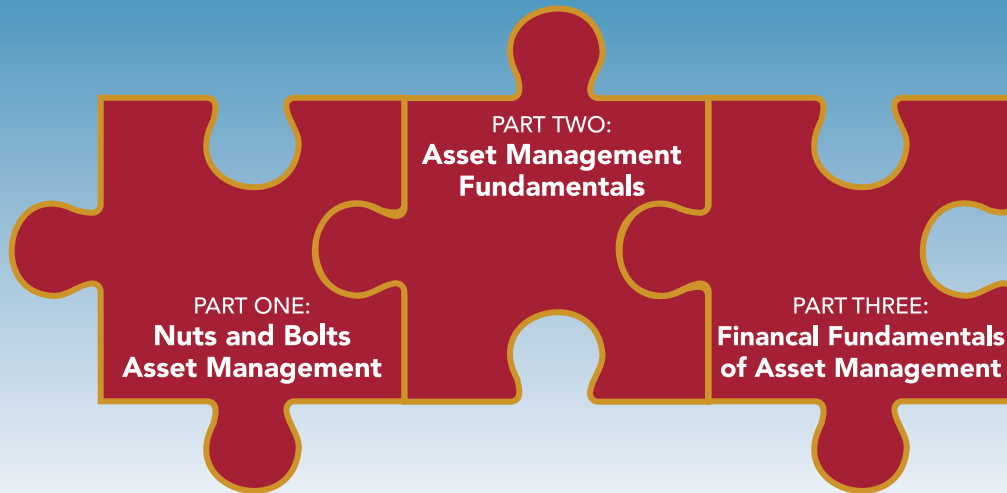 PART ONE:
Nuts and Bolts
Asset Management
PART TWO:
Asset Management
Fundamentals
PART THREE:
Financal Fundamentals
of Asset Management